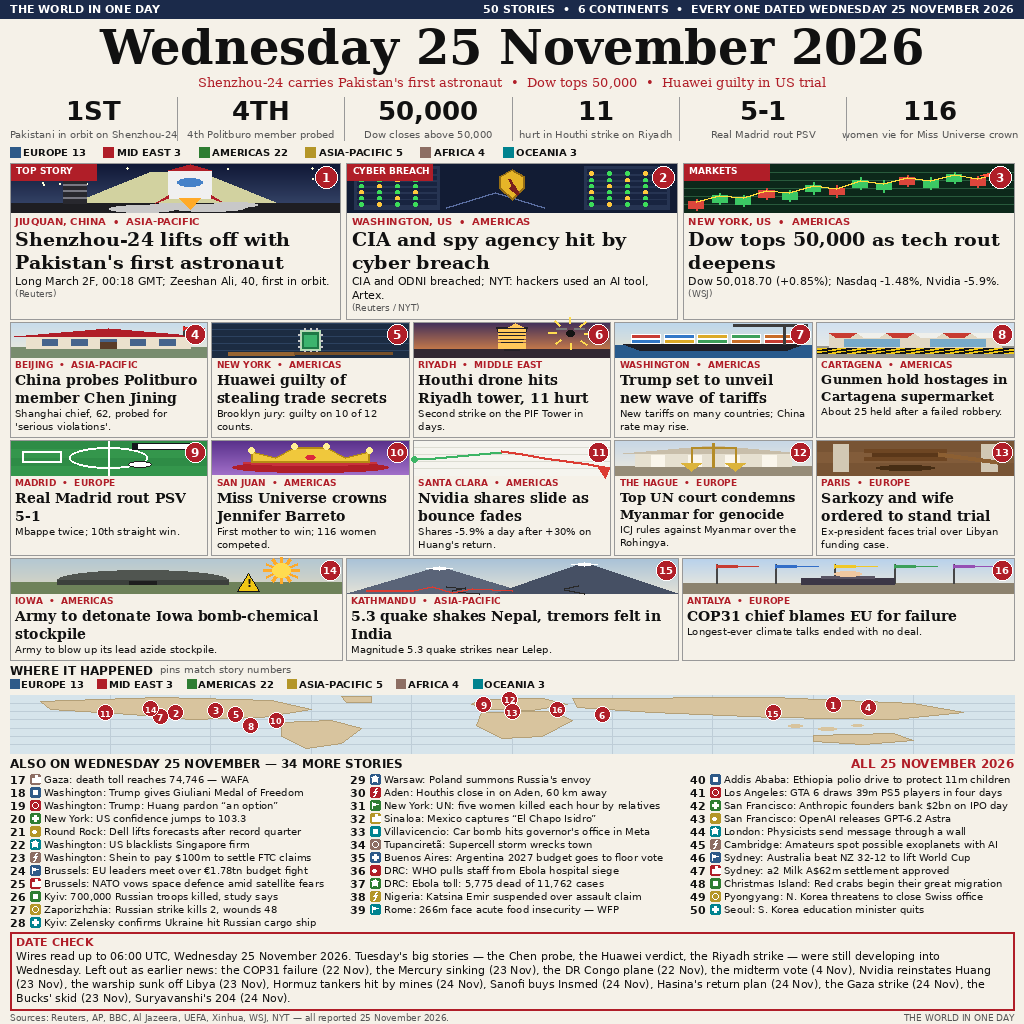 THE WORLD IN ONE DAY
50 STORIES • 6 CONTINENTS • EVERY ONE DATED WEDNESDAY 25 NOVEMBER 2026
Wednesday 25 November 2026
Shenzhou-24 carries Pakistan's first astronaut • Dow tops 50,000 • Huawei guilty in US trial
1ST
Pakistani in orbit on Shenzhou-24
4TH
4th Politburo member probed
50,000
Dow closes above 50,000
11
hurt in Houthi strike on Riyadh
5-1
Real Madrid rout PSV
116
women vie for Miss Universe crown
EUROPE 13 MID EAST 3 AMERICAS 22 ASIA-PACIFIC 5 AFRICA 4 OCEANIA 3
TOP STORY
1
JIUQUAN, CHINA • ASIA-PACIFIC
Shenzhou-24 lifts off with
Pakistan's first astronaut
Long March 2F, 00:18 GMT; Zeeshan Ali, 40, first in orbit.
(Reuters)
CYBER BREACH
2
WASHINGTON, US • AMERICAS
CIA and spy agency hit by
cyber breach
CIA and ODNI breached; NYT: hackers used an AI tool,
Artex.
(Reuters / NYT)
MARKETS
3
NEW YORK, US • AMERICAS
Dow tops 50,000 as tech rout
deepens
Dow 50,018.70 (+0.85%); Nasdaq -1.48%, Nvidia -5.9%.
(WSJ)
4
BEIJING • ASIA-PACIFIC
China probes Politburo
member Chen Jining
Shanghai chief, 62, probed for
'serious violations'.
5
NEW YORK • AMERICAS
Huawei guilty of
stealing trade secrets
Brooklyn jury: guilty on 10 of 12
counts.
6
RIYADH • MIDDLE EAST
Houthi drone hits
Riyadh tower, 11 hurt
Second strike on the PIF Tower in
days.
7
WASHINGTON • AMERICAS
Trump set to unveil
new wave of tariffs
New tariffs on many countries; China
rate may rise.
8
CARTAGENA • AMERICAS
Gunmen hold hostages in
Cartagena supermarket
About 25 held after a failed robbery.
9
MADRID • EUROPE
Real Madrid rout PSV
5-1
Mbappe twice; 10th straight win.
10
SAN JUAN • AMERICAS
Miss Universe crowns
Jennifer Barreto
First mother to win; 116 women
competed.
11
SANTA CLARA • AMERICAS
Nvidia shares slide as
bounce fades
Shares -5.9% a day after +30% on
Huang's return.
12
THE HAGUE • EUROPE
Top UN court condemns
Myanmar for genocide
ICJ rules against Myanmar over the
Rohingya.
13
PARIS • EUROPE
Sarkozy and wife
ordered to stand trial
Ex-president faces trial over Libyan
funding case.
14
!
IOWA • AMERICAS
Army to detonate Iowa bomb-chemical
stockpile
Army to blow up its lead azide stockpile.
15
KATHMANDU • ASIA-PACIFIC
5.3 quake shakes Nepal, tremors felt in
India
Magnitude 5.3 quake strikes near Lelep.
16
ANTALYA • EUROPE
COP31 chief blames EU for failure
Longest-ever climate talks ended with no deal.
WHERE IT HAPPENED pins match story numbers
EUROPE 13 MID EAST 3 AMERICAS 22 ASIA-PACIFIC 5 AFRICA 4 OCEANIA 3
11 14 7 2 3 5 8 10 9 12 13 16 6 15 1 4
ALSO ON WEDNESDAY 25 NOVEMBER — 34 MORE STORIES
ALL 25 NOVEMBER 2026
17 Gaza: death toll reaches 74,746 — WAFA
18 Washington: Trump gives Giuliani Medal of Freedom
19 Washington: Trump: Huang pardon “an option”
20 New York: US confidence jumps to 103.3
21 Round Rock: Dell lifts forecasts after record quarter
22 Washington: US blacklists Singapore firm
23 Washington: Shein to pay $100m to settle FTC claims
24 Brussels: EU leaders meet over €1.78tn budget fight
25 Brussels: NATO vows space defence amid satellite fears
26 Kyiv: 700,000 Russian troops killed, study says
27 Zaporizhzhia: Russian strike kills 2, wounds 48
28 Kyiv: Zelensky confirms Ukraine hit Russian cargo ship
29 Warsaw: Poland summons Russia's envoy
30 Aden: Houthis close in on Aden, 60 km away
31 New York: UN: five women killed each hour by relatives
32 Sinaloa: Mexico captures “El Chapo Isidro”
33 Villavicencio: Car bomb hits governor's office in Meta
34 Tupanciretã: Supercell storm wrecks town
35 Buenos Aires: Argentina 2027 budget goes to floor vote
36 DRC: WHO pulls staff from Ebola hospital siege
37 DRC: Ebola toll: 5,775 dead of 11,762 cases
38 Nigeria: Katsina Emir suspended over assault claim
39 Rome: 266m face acute food insecurity — WFP
40 Addis Ababa: Ethiopia polio drive to protect 11m children
41 Los Angeles: GTA 6 draws 39m PS5 players in four days
42 San Francisco: Anthropic founders bank $2bn on IPO day
43 San Francisco: OpenAI releases GPT-6.2 Astra
44 London: Physicists send message through a wall
45 Cambridge: Amateurs spot possible exoplanets with AI
46 Sydney: Australia beat NZ 32-12 to lift World Cup
47 Sydney: a2 Milk A$62m settlement approved
48 Christmas Island: Red crabs begin their great migration
49 Pyongyang: N. Korea threatens to close Swiss office
50 Seoul: S. Korea education minister quits
DATE CHECK
Wires read up to 06:00 UTC, Wednesday 25 November 2026. Tuesday's big stories — the Chen probe, the Huawei verdict, the Riyadh strike — were still developing into
Wednesday. Left out as earlier news: the COP31 failure (22 Nov), the Mercury sinking (23 Nov), the DR Congo plane (22 Nov), the midterm vote (4 Nov), Nvidia reinstates Huang
(23 Nov), the warship sunk off Libya (23 Nov), Hormuz tankers hit by mines (24 Nov), Sanofi buys Insmed (24 Nov), Hasina's return plan (24 Nov), the Gaza strike (24 Nov), the
Bucks' skid (23 Nov), Suryavanshi's 204 (24 Nov).
Sources: Reuters, AP, BBC, Al Jazeera, UEFA, Xinhua, WSJ, NYT — all reported 25 November 2026.
THE WORLD IN ONE DAY